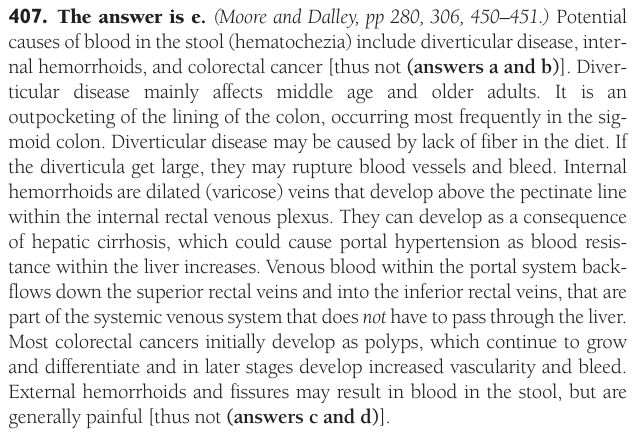 407. The answer is e. (Moore and Dalley, pp 280, 306, 450–451.) Potential
causes of blood in the stool (hematochezia) include diverticular disease, inter-
nal hemorrhoids, and colorectal cancer [thus not (answers a and b)]. Diver-
ticular disease mainly affects middle age and older adults. It is an
outpocketing of the lining of the colon, occurring most frequently in the sig-
moid colon. Diverticular disease may be caused by lack of fiber in the diet. If
the diverticula get large, they may rupture blood vessels and bleed. Internal
hemorrhoids are dilated (varicose) veins that develop above the pectinate line
within the internal rectal venous plexus. They can develop as a consequence
of hepatic cirrhosis, which could cause portal hypertension as blood resis-
tance within the liver increases. Venous blood within the portal system back-
flows down the superior rectal veins and into the inferior rectal veins, that are
part of the systemic venous system that does not have to pass through the liver.
Most colorectal cancers initially develop as polyps, which continue to grow
and differentiate and in later stages develop increased vascularity and bleed.
External hemorrhoids and fissures may result in blood in the stool, but are
generally painful [thus not (answers c and d)].